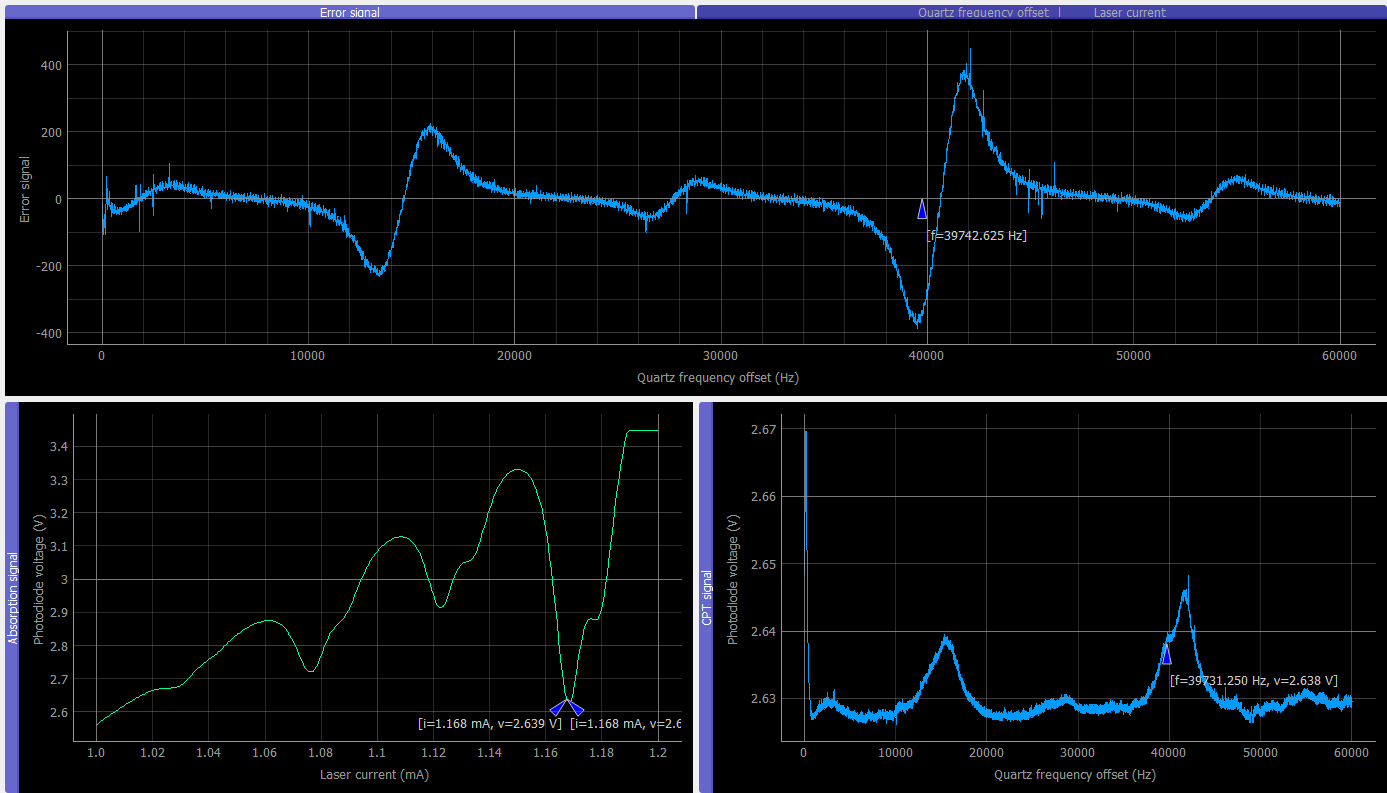 Error signal
Quartz frequency offset | Laser current
Error signal
400
200
0
-200
-400
[f=39742.625 Hz]
0 10000 20000 30000 40000 50000 60000
Quartz frequency offset (Hz)
Absorption signal
Photodiode voltage (V)
3.4
3.3
3.2
3.1
3
2.9
2.8
2.7
2.6
[i=1.168 mA, v=2.639 V] [i=1.168 mA, v=2.6
1.0 1.02 1.04 1.06 1.08 1.1 1.12 1.14 1.16 1.18 1.2
Laser current (mA)
CPT signal
Photodiode voltage (V)
2.67
2.66
2.65
2.64
2.63
[f=39731.250 Hz, v=2.638 V]
0 10000 20000 30000 40000 50000 60000
Quartz frequency offset (Hz)